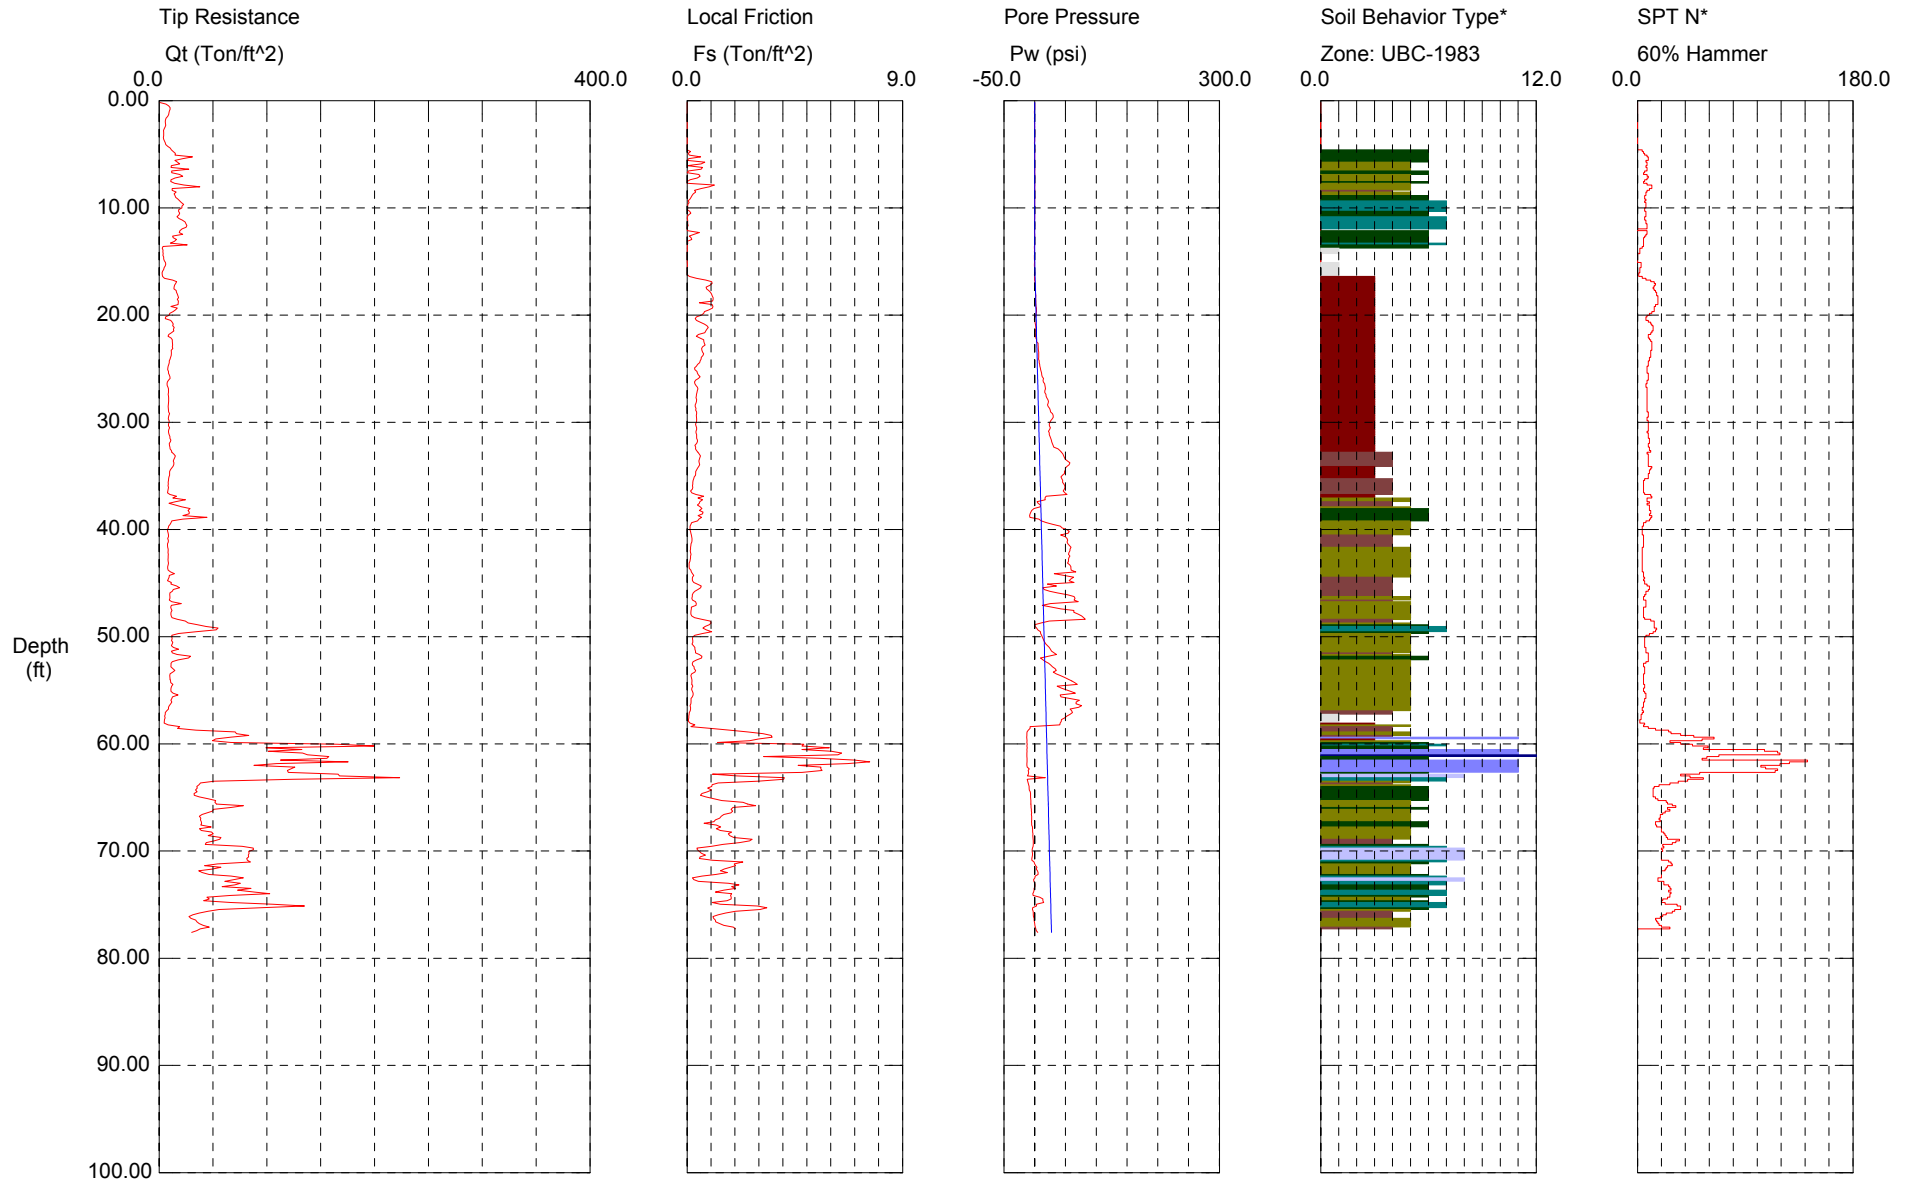 Tip Resistance
Qt (Ton/ft^2)
0.0 400.0
Local Friction
Fs (Ton/ft^2)
0.0 9.0
Pore Pressure
Pw (psi)
-50.0 300.0
Soil Behavior Type*
Zone: UBC-1983
0.0 12.0
SPT N*
60% Hammer
0.0 180.0
0.00
10.00
20.00
30.00
40.00
50.00
60.00
70.00
80.00
90.00
100.00
Depth
(ft)